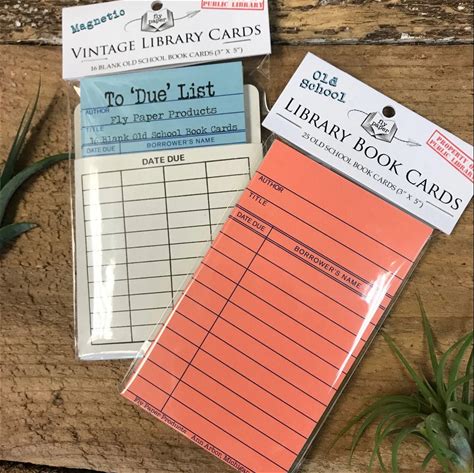 Magnetic
fly paper
PUBLIC LIBRARY
VINTAGE LIBRARY CARDS
16 BLANK OLD SCHOOL BOOK CARDS (3" X 5")
To 'Due' List
AUTHOR
Fly Paper Products
TITLE
16 Blank Old School Book Cards
DATE DUE
BORROWER'S NAME
DATE DUE
Old School
fly paper
PROPERTY OF
PUBLIC LIBRARY
LIBRARY BOOK CARDS
25 OLD SCHOOL BOOK CARDS (3" X 5")
AUTHOR
TITLE
DATE DUE
BORROWER'S NAME
Fly Paper Products Ann Arbor, Michigan